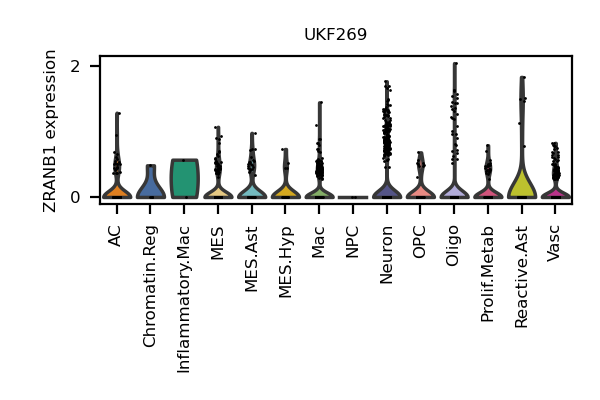 UKF269
ZRANB1 expression
2
0
AC
Chromatin.Reg
Inflammatory.Mac
MES
MES.Ast
MES.Hyp
Mac
NPC
Neuron
OPC
Oligo
Prolif.Metab
Reactive.Ast
Vasc